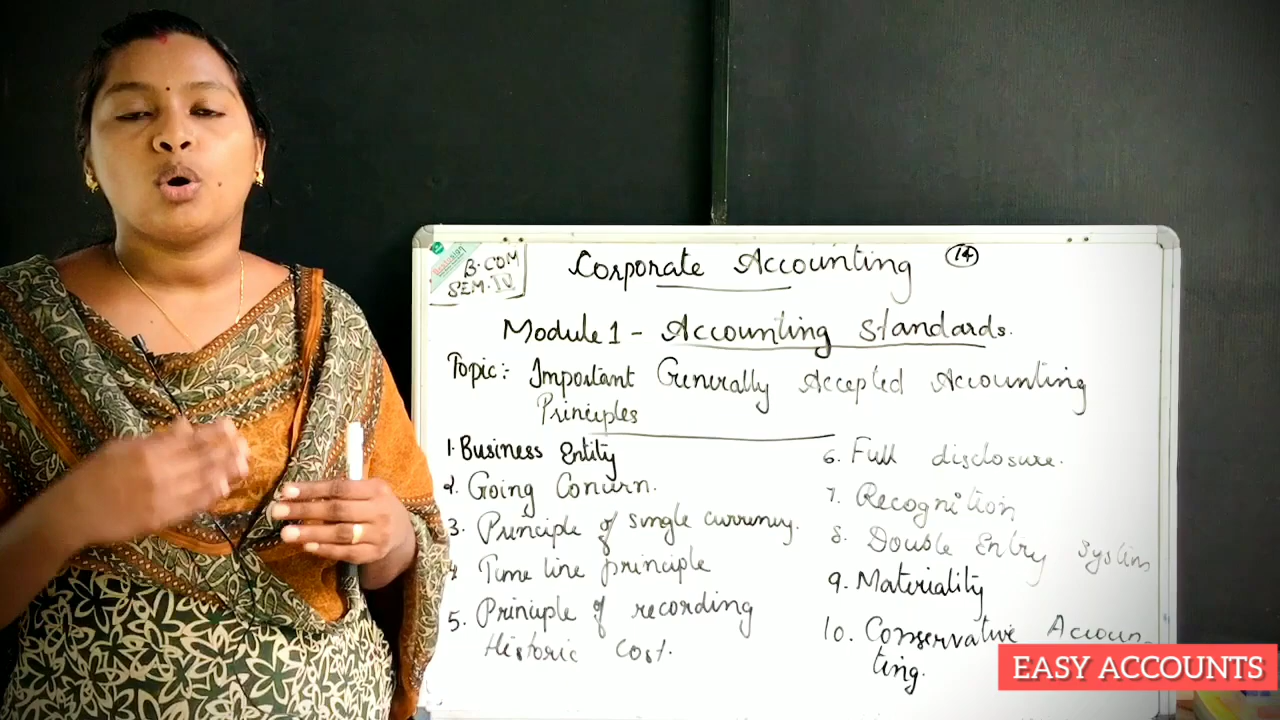 B.COM
SEM.IV
Corporate Accounting 14
Module 1 - Accounting Standards.
Topic:- Important Generally Accepted Accounting
Principles
1. Business Entity
2. Going Concern.
3. Principle of single currency.
4 Time line principle
5. Principle of recording
Historic cost.
6. Full disclosure.
7. Recognition
8. Double Entry System
9. Materiality
10. Conservative Accoun-
ting.
EASY ACCOUNTS